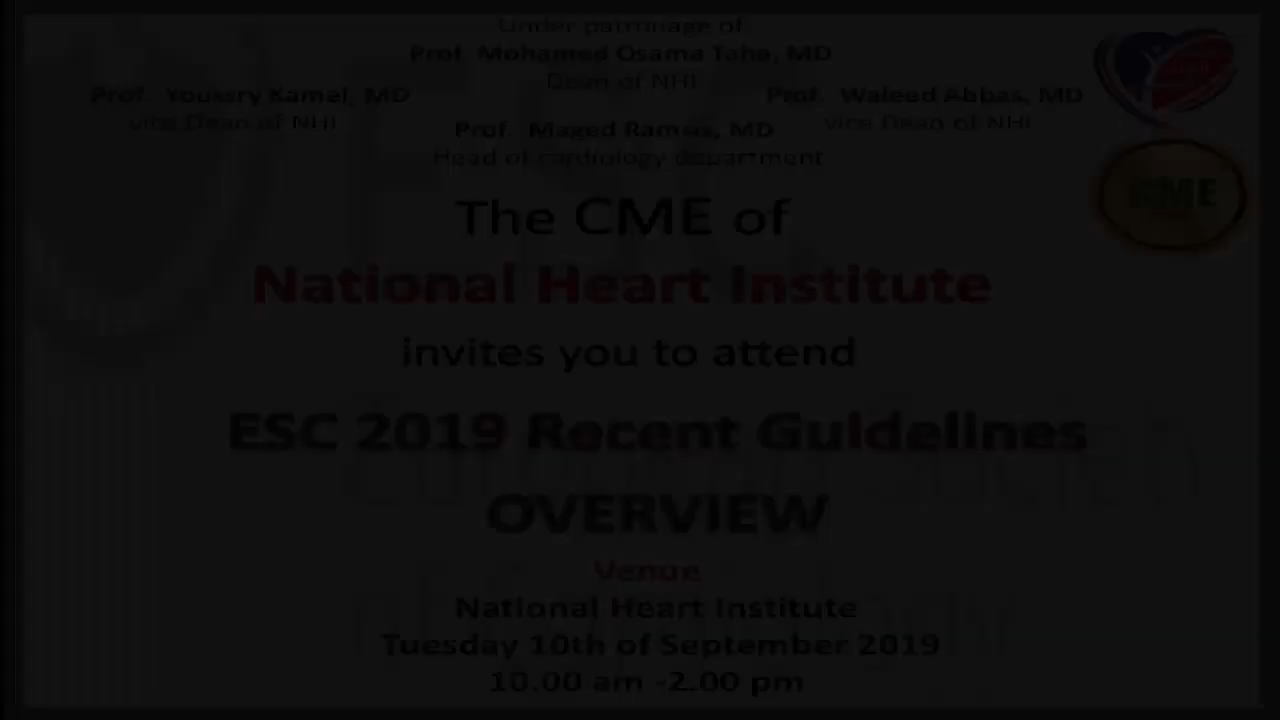 Under patronage of
Prof. Mohamed Osama Taha, MD
Dean of NHI
Prof. Youssry Kamel, MD
vice Dean of NHI
Prof. Waleed Abbas, MD
vice Dean of NHI
Prof. Maged Ramsis, MD
Head of cardiology department
The CME of
National Heart Institute
invites you to attend
ESC 2019 Recent Guidelines
OVERVIEW
Venue
National Heart Institute
Tuesday 10th of September 2019
10.00 am -2.00 pm
CME